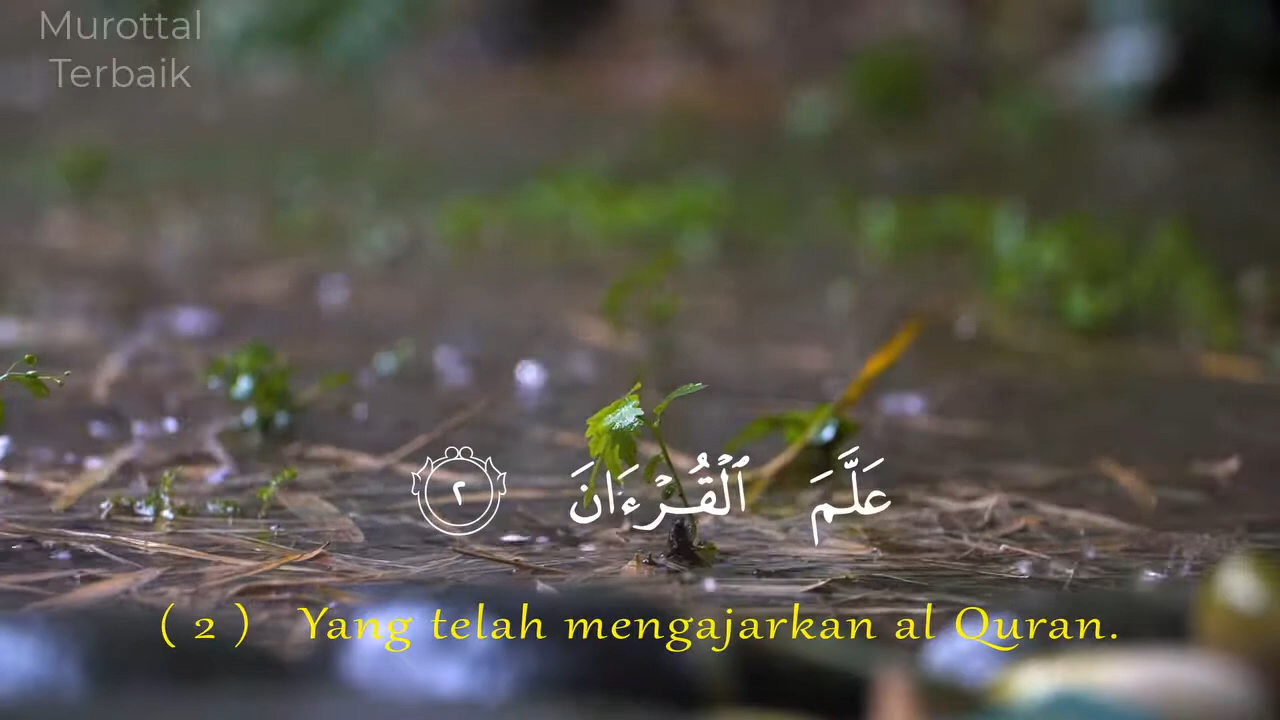 Murottal
Terbaik
عَلَّمَ ٱلْقُرْءَانَ ٢
( 2 ) Yang telah mengajarkan al Quran.